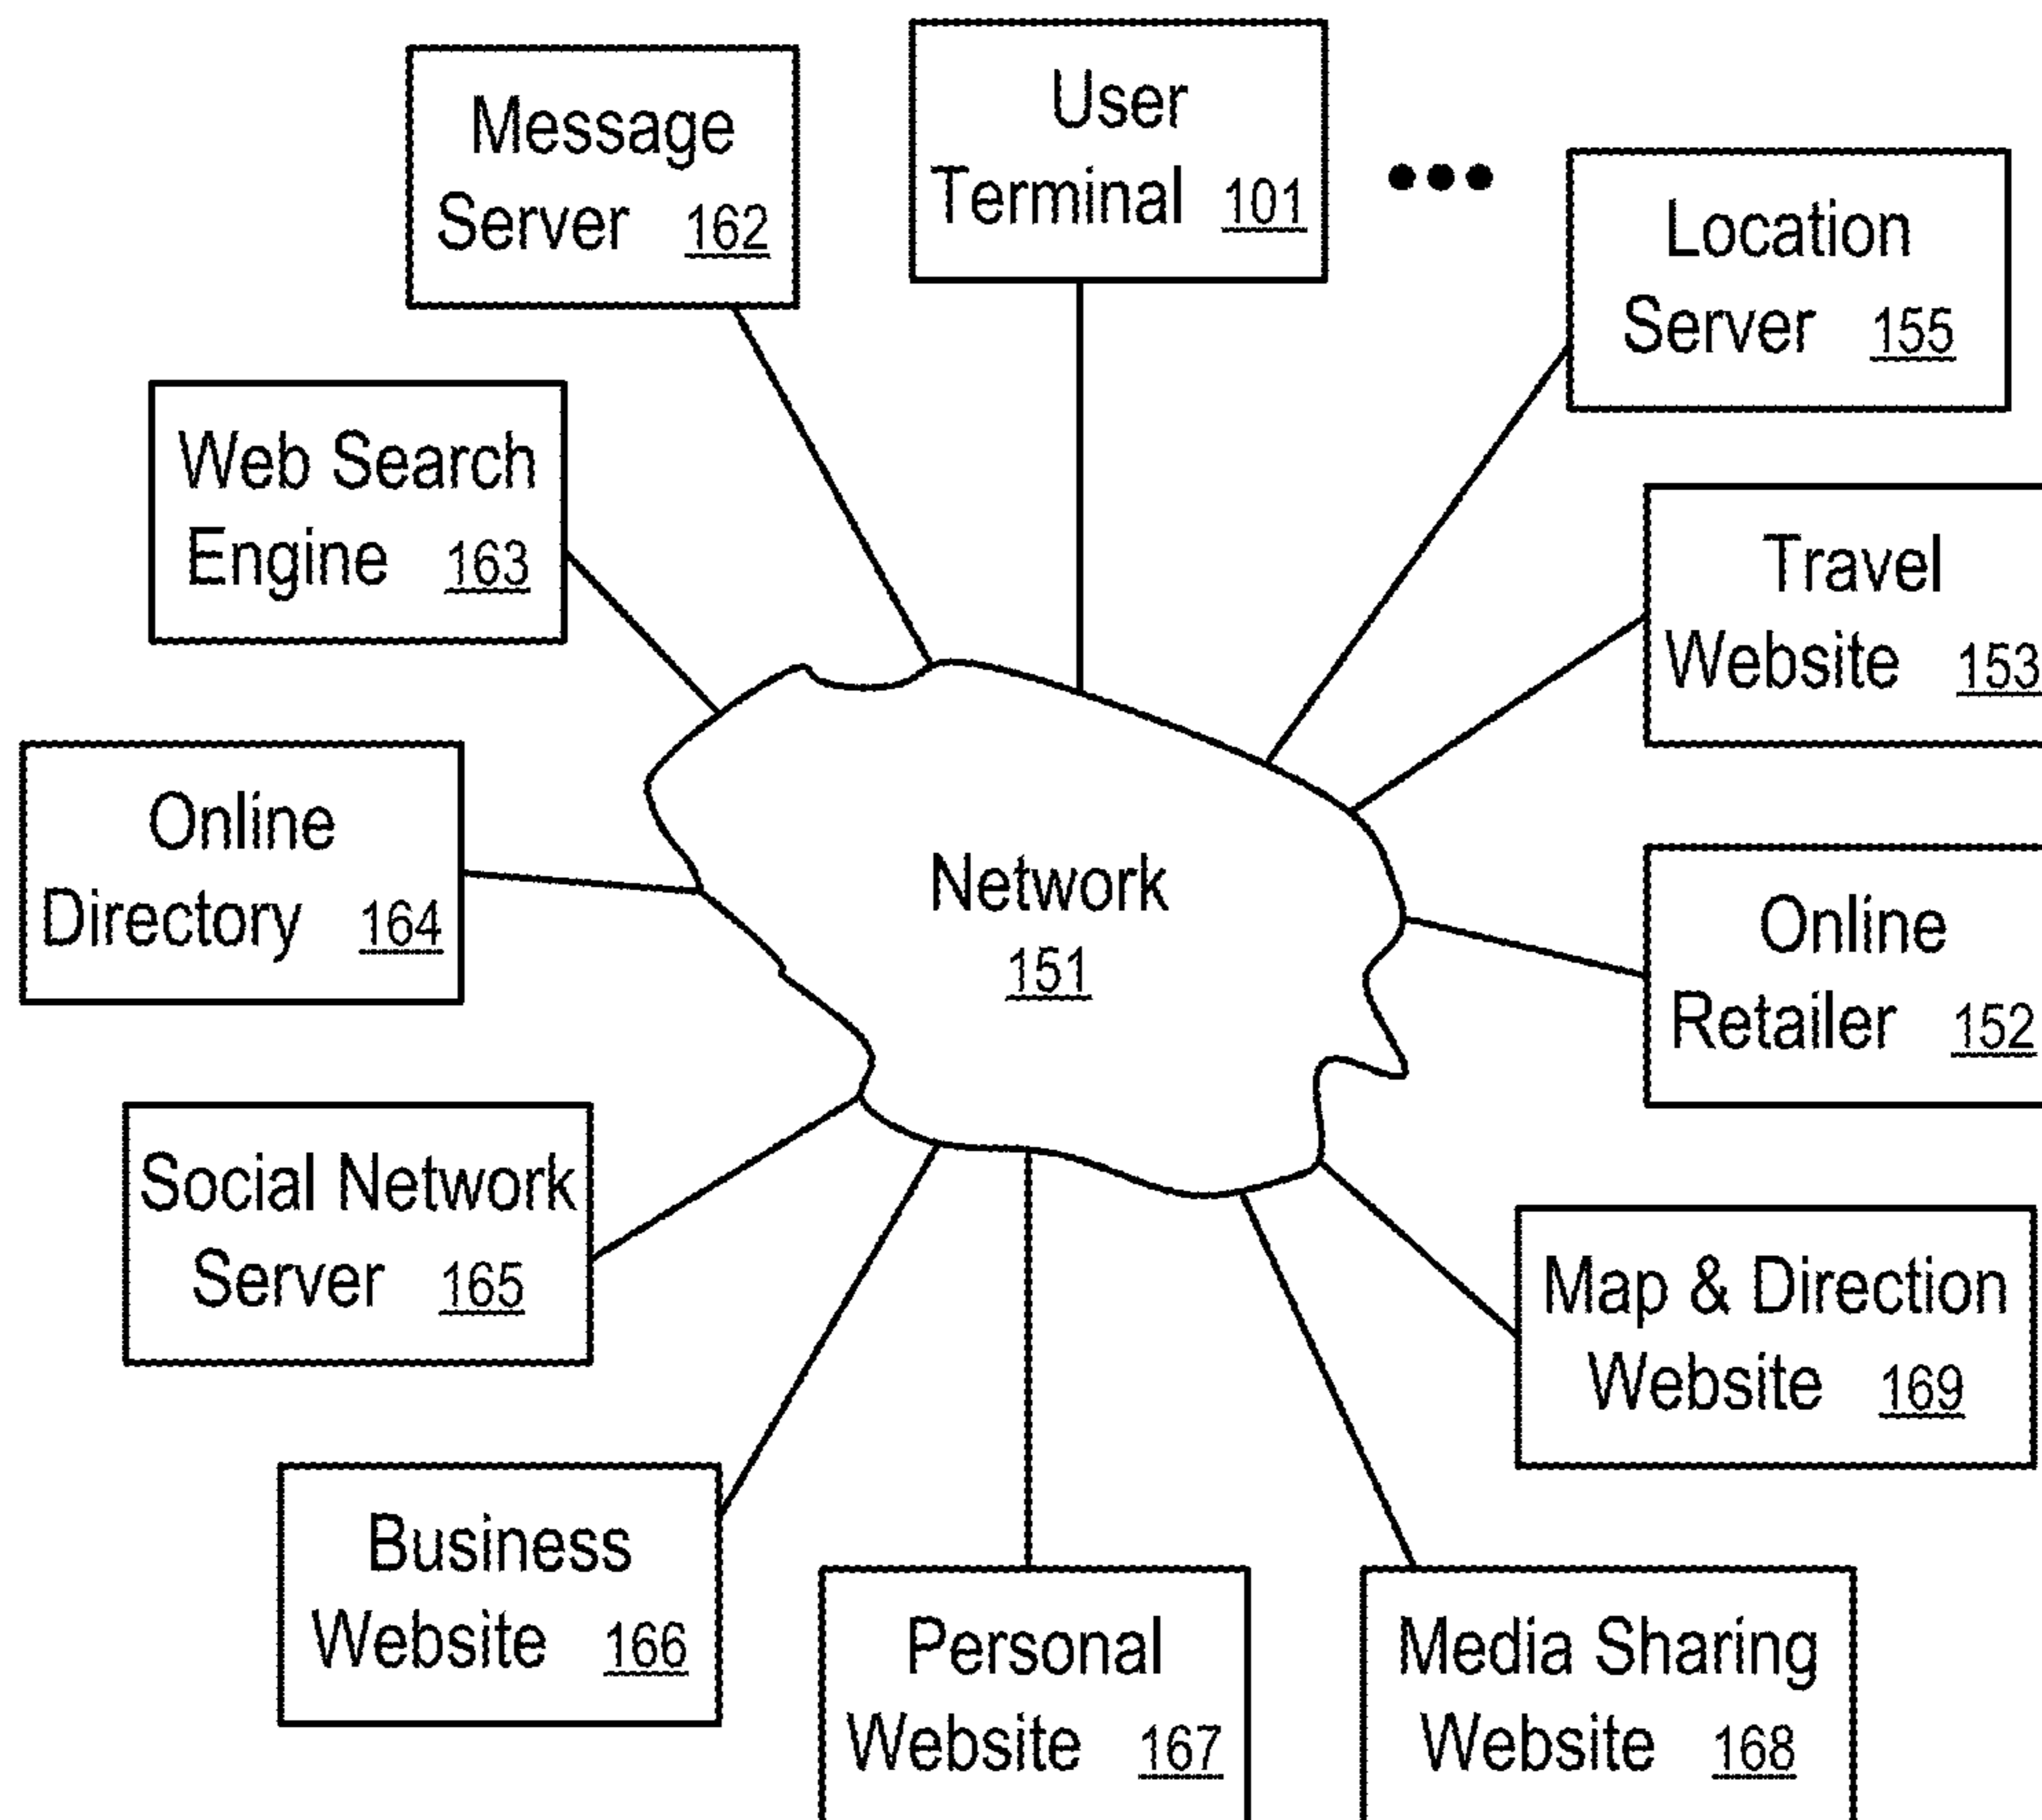 User
Terminal 101
Message
Server 162
Location
Server 155
Web Search
Engine 163
Travel
Website 153
Online
Directory 164
Network
151
Online
Retailer 152
Social Network
Server 165
Map & Direction
Website 169
Business
Website 166
Personal
Website 167
Media Sharing
Website 168